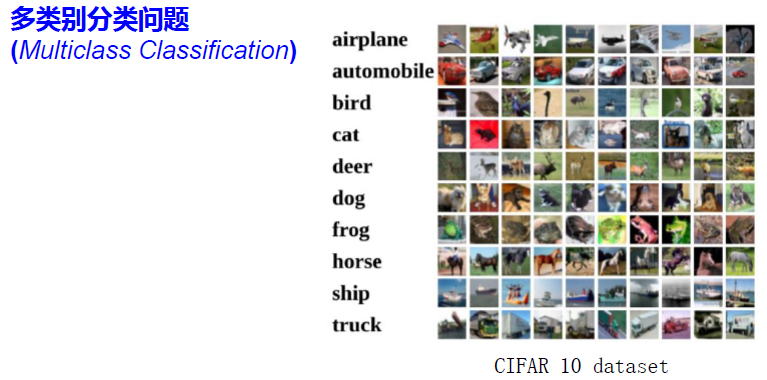 多类别分类问题
(Multiclass Classification)
airplane
automobile
bird
cat
deer
dog
frog
horse
ship
truck
CIFAR 10 dataset